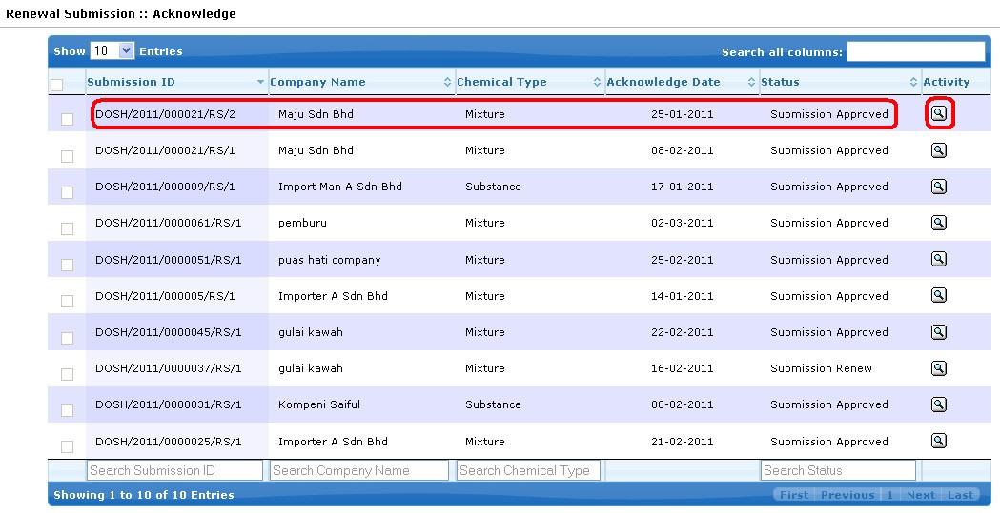 Renewal Submission :: Acknowledge
Show 10 Entries Search all columns:
Submission ID Company Name Chemical Type Acknowledge Date Status Activity
DOSH/2011/000021/RS/2 Maju Sdn Bhd Mixture 25-01-2011 Submission Approved
DOSH/2011/000021/RS/1 Maju Sdn Bhd Mixture 08-02-2011 Submission Approved
DOSH/2011/000009/RS/1 Import Man A Sdn Bhd Substance 17-01-2011 Submission Approved
DOSH/2011/0000061/RS/1 pemburu Mixture 02-03-2011 Submission Approved
DOSH/2011/0000051/RS/1 puas hati company Mixture 25-02-2011 Submission Approved
DOSH/2011/000005/RS/1 Importer A Sdn Bhd Mixture 14-01-2011 Submission Approved
DOSH/2011/0000045/RS/1 gulai kawah Mixture 22-02-2011 Submission Approved
DOSH/2011/0000037/RS/1 gulai kawah Mixture 16-02-2011 Submission Renew
DOSH/2011/0000031/RS/1 Kompeni Saiful Substance 08-02-2011 Submission Approved
DOSH/2011/0000025/RS/1 Importer A Sdn Bhd Mixture 21-02-2011 Submission Approved
Search Submission ID Search Company Name Search Chemical Type Search Status
Showing 1 to 10 of 10 Entries First Previous 1 Next Last